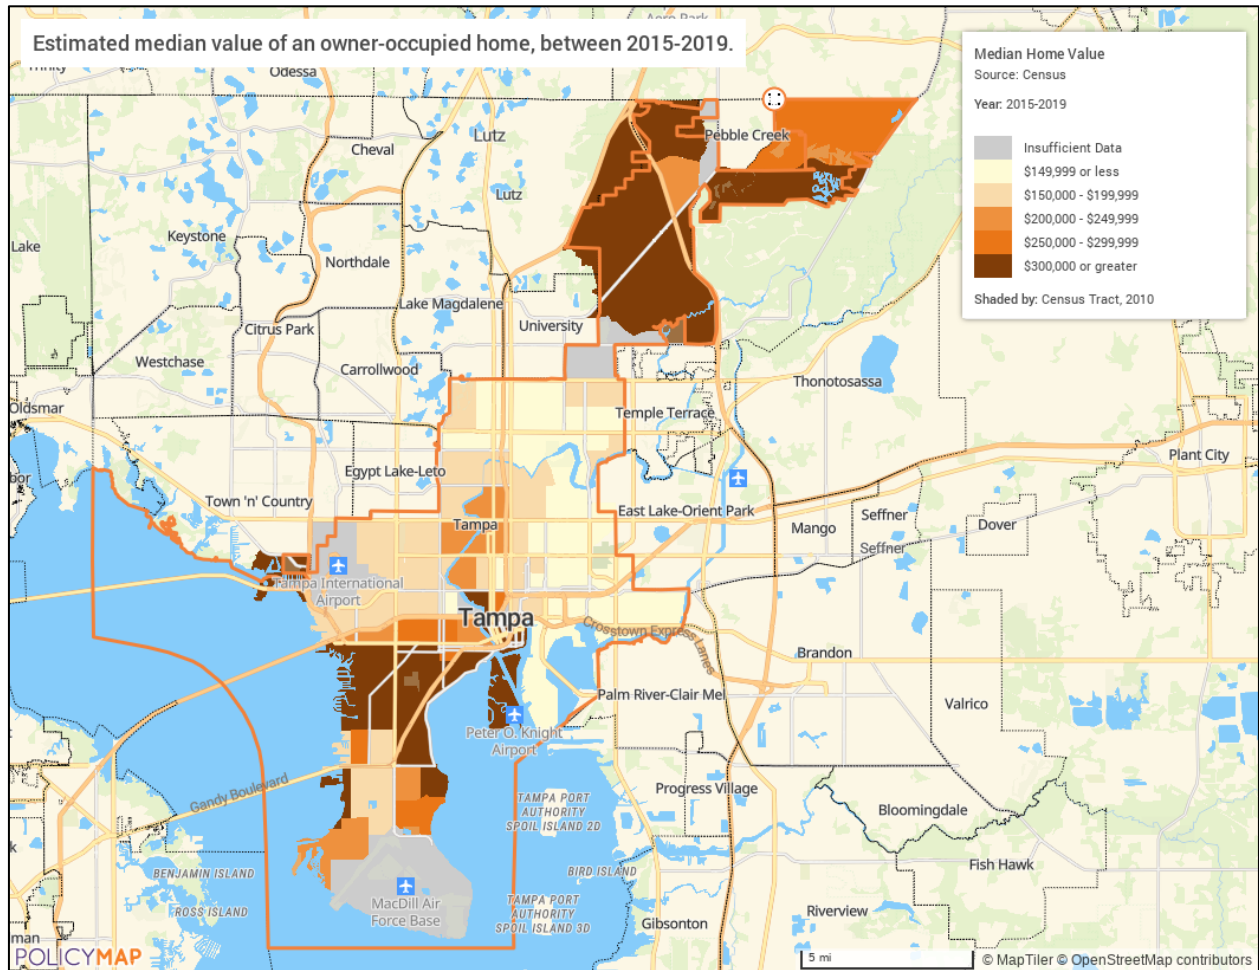 Estimated median value of an owner-occupied home, between 2015-2019.
Median Home Value
Source: Census
Year: 2015-2019
Insufficient Data
$149,999 or less
$150,000 - $199,999
$200,000 - $249,999
$250,000 - $299,999
$300,000 or greater
Shaded by: Census Tract, 2010
Odessa
Pebble Creek
Lutz
Cheval
Lutz
Keystone
Lake
Northdale
Lake Magdalene
University
Citrus Park
Westchase
Carrollwood
Thonotosassa
Oldsmar
Temple Terrace
Plant City
Egypt Lake-Leto
Town 'n' Country
East Lake-Orient Park
Seffner
Mango
Dover
Tampa
Seffner
Tampa International
Airport
Tampa
Crosstown Express Lanes
Brandon
Palm River-Clair Mel
Valrico
Peter O. Knight
Airport
Gandy Boulevard
Progress Village
TAMPA PORT
AUTHORITY
SPOIL ISLAND 2D
Bloomingdale
BENJAMIN ISLAND
BIRD ISLAND
Fish Hawk
MacDill Air
Force Base
ROSS ISLAND
TAMPA PORT
AUTHORITY
SPOIL ISLAND 3D
Gibsonton
Riverview
POLICYMAP
5 mi
© MapTiler © OpenStreetMap contributors